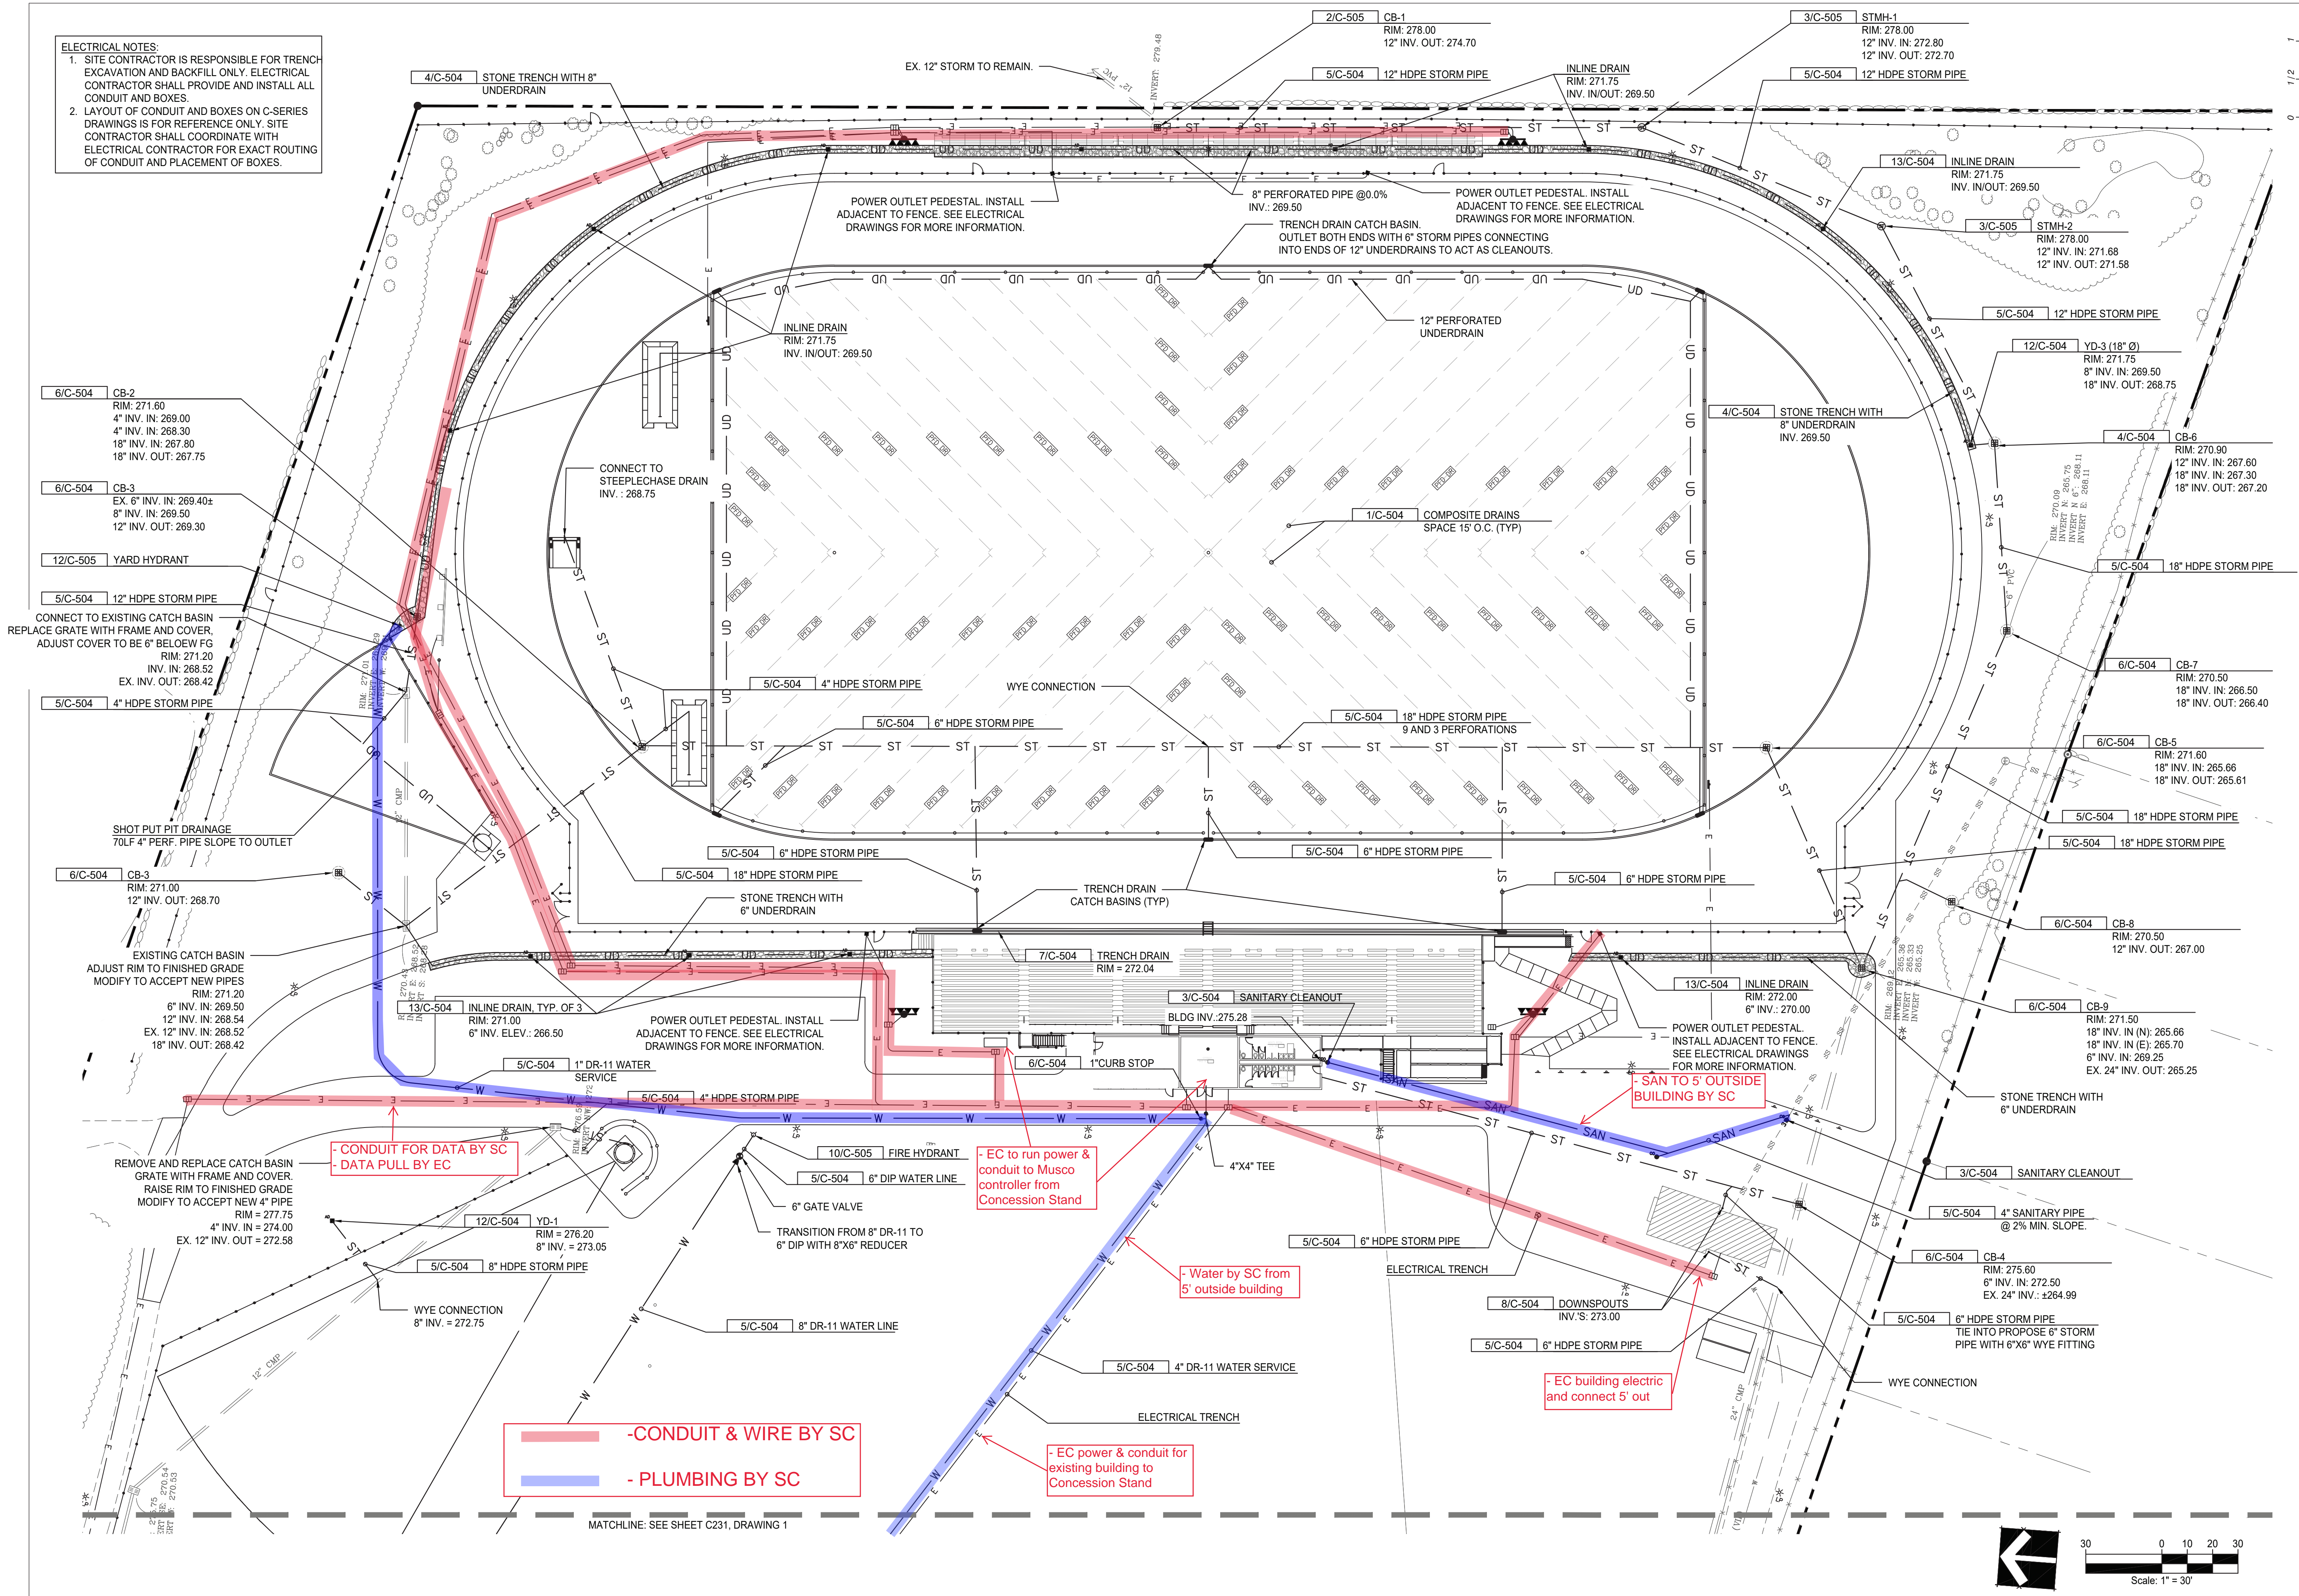 ELECTRICAL NOTES:
1. SITE CONTRACTOR IS RESPONSIBLE FOR TRENCH
EXCAVATION AND BACKFILL ONLY. ELECTRICAL
CONTRACTOR SHALL PROVIDE AND INSTALL ALL
CONDUIT AND BOXES.
2. LAYOUT OF CONDUIT AND BOXES ON C-SERIES
DRAWINGS IS FOR REFERENCE ONLY. SITE
CONTRACTOR SHALL COORDINATE WITH
ELECTRICAL CONTRACTOR FOR EXACT ROUTING
OF CONDUIT AND PLACEMENT OF BOXES.
4/C-504 STONE TRENCH WITH 8"
UNDERDRAIN
EX. 12" STORM TO REMAIN.
12" PVC
INVERT: 279.48
2/C-505 CB-1
RIM: 278.00
12" INV. OUT: 274.70
5/C-504 12" HDPE STORM PIPE
INLINE DRAIN
RIM: 271.75
INV. IN/OUT: 269.50
3/C-505 STMH-1
RIM: 278.00
12" INV. IN: 272.80
12" INV. OUT: 272.70
5/C-504 12" HDPE STORM PIPE
13/C-504 INLINE DRAIN
RIM: 271.75
INV. IN/OUT: 269.50
3/C-505 STMH-2
RIM: 278.00
12" INV. IN: 271.68
12" INV. OUT: 271.58
5/C-504 12" HDPE STORM PIPE
12/C-504 YD-3 (18" Ø)
RIM: 271.75
8" INV. IN: 269.50
18" INV. OUT: 268.75
4/C-504 STONE TRENCH WITH
8" UNDERDRAIN
INV. 269.50
4/C-504 CB-6
RIM: 270.90
12" INV. IN: 267.60
18" INV. IN: 267.30
18" INV. OUT: 267.20
RIM: 270.09
INVERT N: 265.75
INVERT N 6": 268.11
INVERT E: 268.11
6" PVC
5/C-504 18" HDPE STORM PIPE
6/C-504 CB-7
RIM: 270.50
18" INV. IN: 266.50
18" INV. OUT: 266.40
6/C-504 CB-5
RIM: 271.60
18" INV. IN: 265.66
18" INV. OUT: 265.61
5/C-504 18" HDPE STORM PIPE
5/C-504 18" HDPE STORM PIPE
6/C-504 CB-8
RIM: 270.50
12" INV. OUT: 267.00
6/C-504 CB-9
RIM: 271.50
18" INV. IN (N): 265.66
18" INV. IN (E): 265.70
6" INV. IN: 269.25
EX. 24" INV. OUT: 265.25
STONE TRENCH WITH
6" UNDERDRAIN
POWER OUTLET PEDESTAL. INSTALL
ADJACENT TO FENCE. SEE ELECTRICAL
DRAWINGS FOR MORE INFORMATION.
8" PERFORATED PIPE @0.0%
INV.: 269.50
POWER OUTLET PEDESTAL. INSTALL
ADJACENT TO FENCE. SEE ELECTRICAL
DRAWINGS FOR MORE INFORMATION.
TRENCH DRAIN CATCH BASIN.
OUTLET BOTH ENDS WITH 6" STORM PIPES CONNECTING
INTO ENDS OF 12" UNDERDRAINS TO ACT AS CLEANOUTS.
INLINE DRAIN
RIM: 271.75
INV. IN/OUT: 269.50
12" PERFORATED
UNDERDRAIN
CONNECT TO
STEEPLECHASE DRAIN
INV. : 268.75
1/C-504 COMPOSITE DRAINS
SPACE 15' O.C. (TYP)
6/C-504 CB-2
RIM: 271.60
4" INV. IN: 269.00
4" INV. IN: 268.30
18" INV. IN: 267.80
18" INV. OUT: 267.75
6/C-504 CB-3
EX. 6" INV. IN: 269.40±
8" INV. IN: 269.50
12" INV. OUT: 269.30
12/C-505 YARD HYDRANT
5/C-504 12" HDPE STORM PIPE
CONNECT TO EXISTING CATCH BASIN
REPLACE GRATE WITH FRAME AND COVER,
ADJUST COVER TO BE 6" BELOEW FG
RIM: 271.20
INV. IN: 268.52
EX. INV. OUT: 268.42
5/C-504 4" HDPE STORM PIPE
RIM: 271.01
5/C-504 4" HDPE STORM PIPE
WYE CONNECTION
5/C-504 6" HDPE STORM PIPE
5/C-504 18" HDPE STORM PIPE
9 AND 3 PERFORATIONS
SHOT PUT PIT DRAINAGE
70LF 4" PERF. PIPE SLOPE TO OUTLET
12" CMP
6/C-504 CB-3
RIM: 271.00
12" INV. OUT: 268.70
5/C-504 6" HDPE STORM PIPE
5/C-504 6" HDPE STORM PIPE
5/C-504 18" HDPE STORM PIPE
TRENCH DRAIN
CATCH BASINS (TYP)
5/C-504 6" HDPE STORM PIPE
STONE TRENCH WITH
6" UNDERDRAIN
EXISTING CATCH BASIN
ADJUST RIM TO FINISHED GRADE
MODIFY TO ACCEPT NEW PIPES
RIM: 271.20
6" INV. IN: 269.50
12" INV. IN: 268.54
EX. 12" INV. IN: 268.52
18" INV. OUT: 268.42
7/C-504 TRENCH DRAIN
RIM = 272.04
3/C-504 SANITARY CLEANOUT
BLDG INV.:275.28
13/C-504 INLINE DRAIN, TYP. OF 3
RIM: 271.00
6" INV. ELEV.: 266.50
POWER OUTLET PEDESTAL. INSTALL
ADJACENT TO FENCE. SEE ELECTRICAL
DRAWINGS FOR MORE INFORMATION.
13/C-504 INLINE DRAIN
RIM: 272.00
6" INV.: 270.00
POWER OUTLET PEDESTAL.
INSTALL ADJACENT TO FENCE.
SEE ELECTRICAL DRAWINGS
FOR MORE INFORMATION.
5/C-504 1" DR-11 WATER
SERVICE
6/C-504 1"CURB STOP
5/C-504 4" HDPE STORM PIPE
- SAN TO 5' OUTSIDE
BUILDING BY SC
- CONDUIT FOR DATA BY SC
- DATA PULL BY EC
REMOVE AND REPLACE CATCH BASIN
GRATE WITH FRAME AND COVER.
RAISE RIM TO FINISHED GRADE
MODIFY TO ACCEPT NEW 4" PIPE
RIM = 277.75
4" INV. IN = 274.00
EX. 12" INV. OUT = 272.58
10/C-505 FIRE HYDRANT
5/C-504 6" DIP WATER LINE
6" GATE VALVE
TRANSITION FROM 8" DR-11 TO
6" DIP WITH 8"X6" REDUCER
- EC to run power &
conduit to Musco
controller from
Concession Stand
4"X4" TEE
3/C-504 SANITARY CLEANOUT
5/C-504 4" SANITARY PIPE
@ 2% MIN. SLOPE.
6/C-504 CB-4
RIM: 275.60
6" INV. IN: 272.50
EX. 24" INV.: ±264.99
5/C-504 6" HDPE STORM PIPE
TIE INTO PROPOSE 6" STORM
PIPE WITH 6"X6" WYE FITTING
12/C-504 YD-1
RIM = 276.20
8" INV. = 273.05
5/C-504 8" HDPE STORM PIPE
WYE CONNECTION
8" INV. = 272.75
12" CMP
5/C-504 8" DR-11 WATER LINE
- Water by SC from
5' outside building
5/C-504 6" HDPE STORM PIPE
ELECTRICAL TRENCH
8/C-504 DOWNSPOUTS
INV.'S: 273.00
5/C-504 6" HDPE STORM PIPE
5/C-504 4" DR-11 WATER SERVICE
- EC building electric
and connect 5' out
WYE CONNECTION
24" CMP
ELECTRICAL TRENCH
-CONDUIT & WIRE BY SC
- PLUMBING BY SC
- EC power & conduit for
existing building to
Concession Stand
MATCHLINE: SEE SHEET C231, DRAWING 1
30 0 10 20 30
Scale: 1" = 30'
0 1/2 1